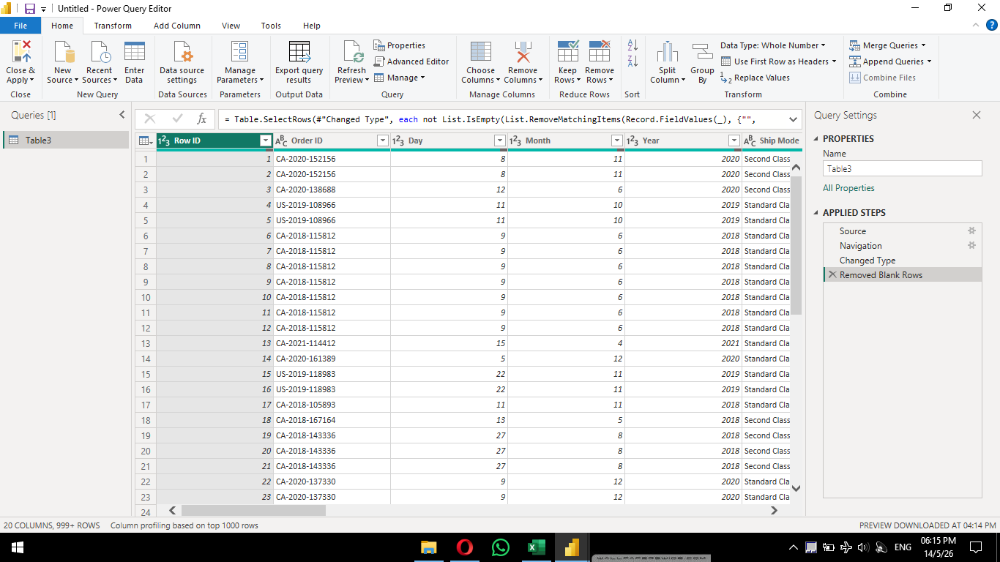 Untitled - Power Query Editor
File Home Transform Add Column View Tools Help
Close & Apply
New Source
Recent Sources
Enter Data
Data source settings
Manage Parameters
Export query results
Refresh Preview
Properties
Advanced Editor
Manage
Choose Columns
Remove Columns
Keep Rows
Remove Rows
Split Column
Group By
Data Type: Whole Number
Use First Row as Headers
Replace Values
Merge Queries
Append Queries
Combine Files
Close New Query Data Sources Parameters Output Data Query Manage Columns Reduce Rows Sort Transform Combine
Queries [1]
Table3
= Table.SelectRows(#"Changed Type", each not List.IsEmpty(List.RemoveMatchingItems(Record.FieldValues(_), {"",
Row ID Order ID Day Month Year Ship Mode
1 1 CA-2020-152156 8 11 2020 Second Class
2 2 CA-2020-152156 8 11 2020 Second Class
3 3 CA-2020-138688 12 6 2020 Second Class
4 4 US-2019-108966 11 10 2019 Standard Cla
5 5 US-2019-108966 11 10 2019 Standard Cla
6 6 CA-2018-115812 9 6 2018 Standard Cla
7 7 CA-2018-115812 9 6 2018 Standard Cla
8 8 CA-2018-115812 9 6 2018 Standard Cla
9 9 CA-2018-115812 9 6 2018 Standard Cla
10 10 CA-2018-115812 9 6 2018 Standard Cla
11 11 CA-2018-115812 9 6 2018 Standard Cla
12 12 CA-2018-115812 9 6 2018 Standard Cla
13 13 CA-2021-114412 15 4 2021 Standard Cla
14 14 CA-2020-161389 5 12 2020 Standard Cla
15 15 US-2019-118983 22 11 2019 Standard Cla
16 16 US-2019-118983 22 11 2019 Standard Cla
17 17 CA-2018-105893 11 11 2018 Standard Cla
18 18 CA-2018-167164 13 5 2018 Second Class
19 19 CA-2018-143336 27 8 2018 Second Class
20 20 CA-2018-143336 27 8 2018 Second Class
21 21 CA-2018-143336 27 8 2018 Second Class
22 22 CA-2020-137330 9 12 2020 Standard Cla
23 23 CA-2020-137330 9 12 2020 Standard Cla
24
Query Settings
PROPERTIES
Name
Table3
All Properties
APPLIED STEPS
Source
Navigation
Changed Type
Removed Blank Rows
20 COLUMNS, 999+ ROWS Column profiling based on top 1000 rows PREVIEW DOWNLOADED AT 04:14 PM
ENG
06:15 PM
14/5/26